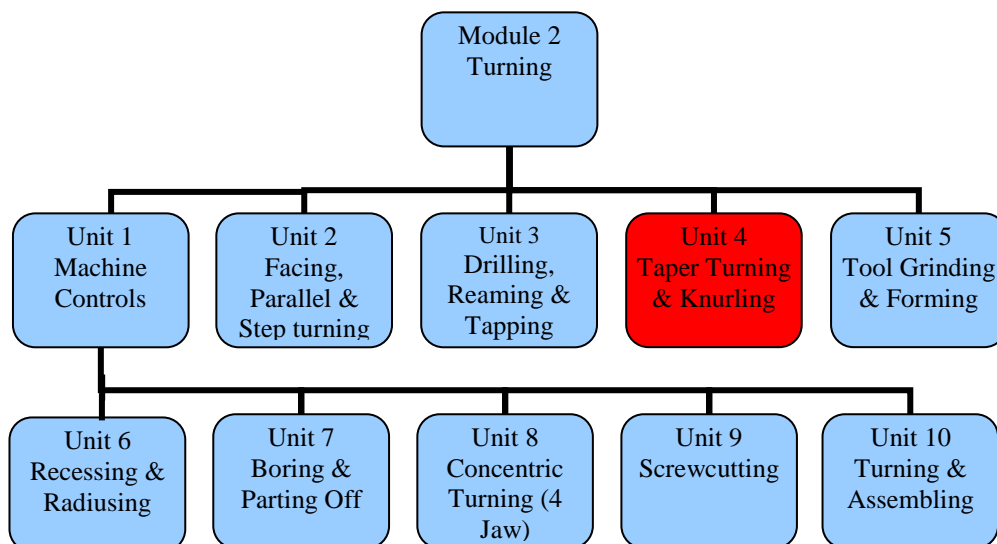 Module 2
Turning
Unit 1
Machine
Controls
Unit 2
Facing,
Parallel &
Step turning
Unit 3
Drilling,
Reaming &
Tapping
Unit 4
Taper Turning
& Knurling
Unit 5
Tool Grinding
& Forming
Unit 6
Recessing &
Radiusing
Unit 7
Boring &
Parting Off
Unit 8
Concentric
Turning (4
Jaw)
Unit 9
Screwcutting
Unit 10
Turning &
Assembling